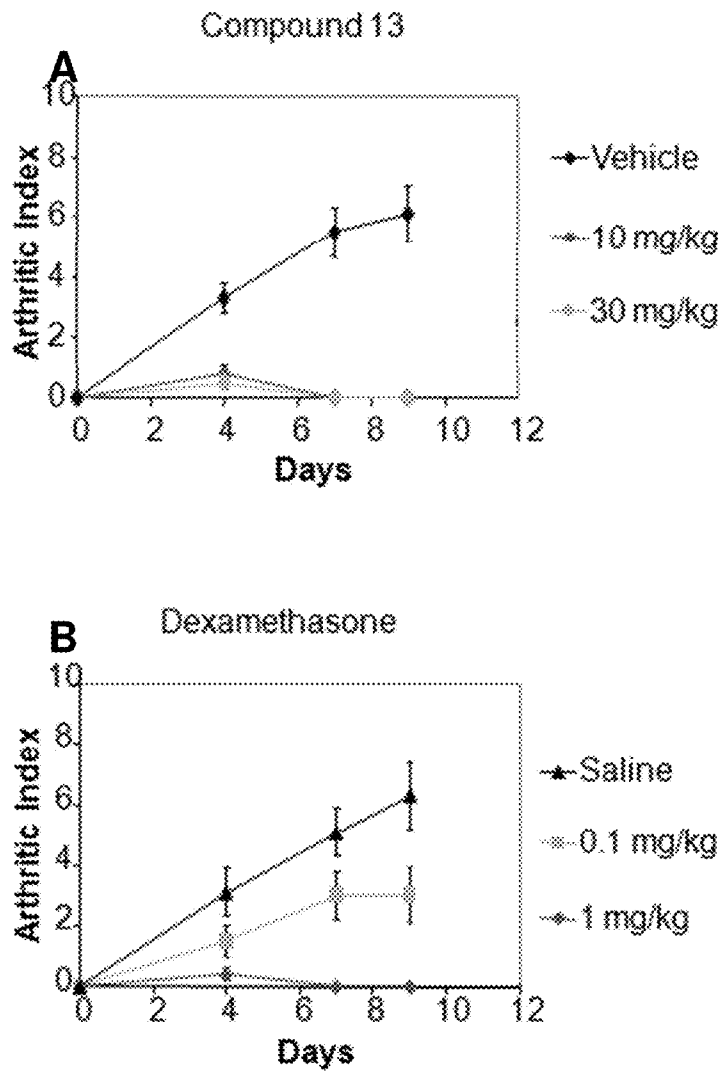 Compound 13
A
Arthritic Index
10
8
6
4
2
0
0 2 4 6 8 10 12
Days
Vehicle
10 mg/kg
30 mg/kg
B
Dexamethasone
Arthritic Index
10
8
6
4
2
0
0 2 4 6 8 10 12
Days
Saline
0.1 mg/kg
1 mg/kg